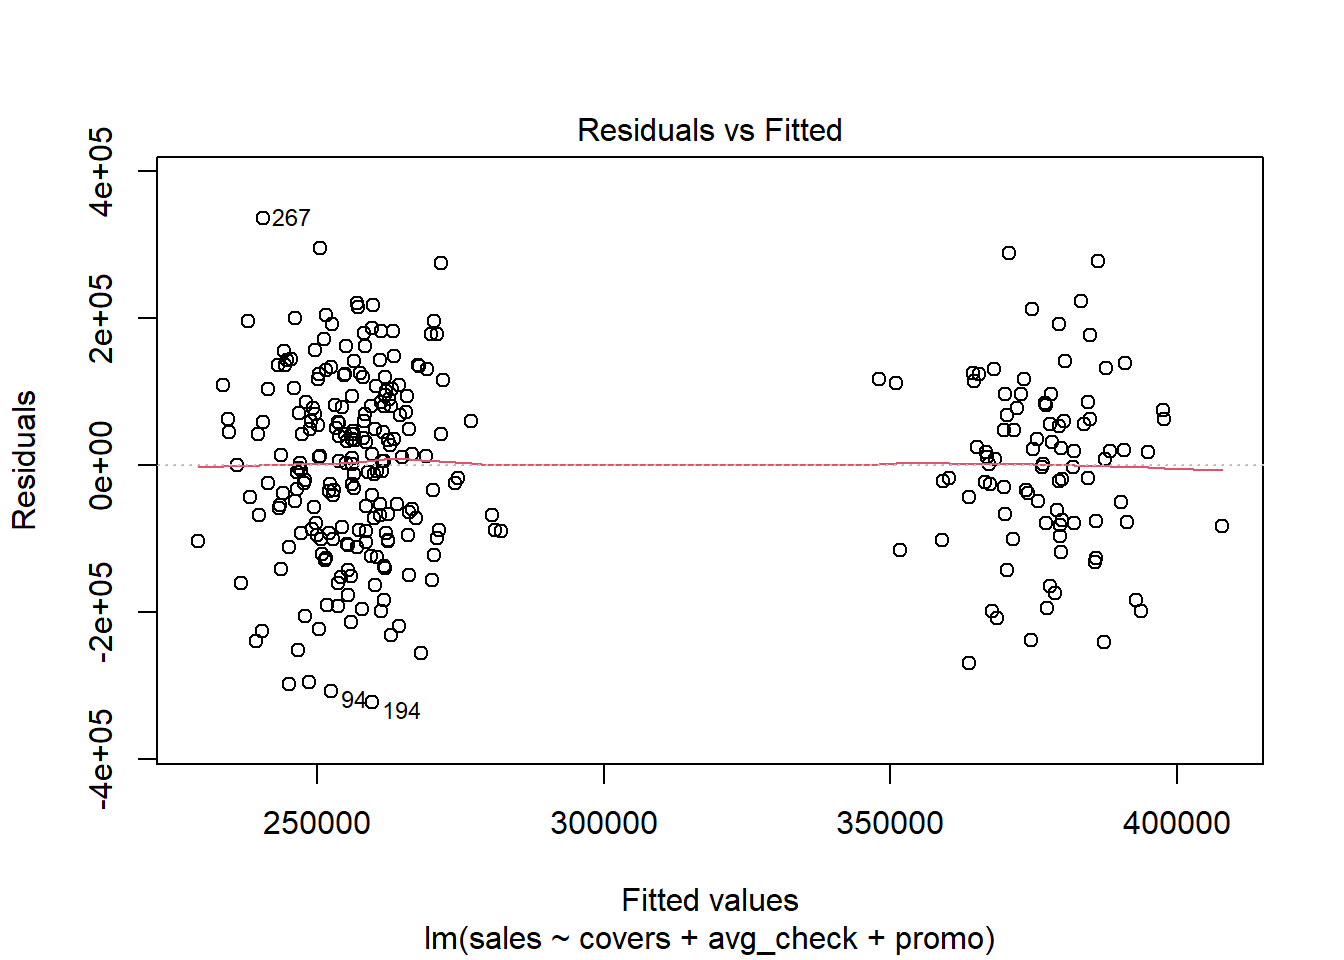 Residuals vs Fitted
Residuals
4e+05
2e+05
0e+00
-2e+05
-4e+05
267
94
194
250000 300000 350000 400000
Fitted values
lm(sales ~ covers + avg_check + promo)